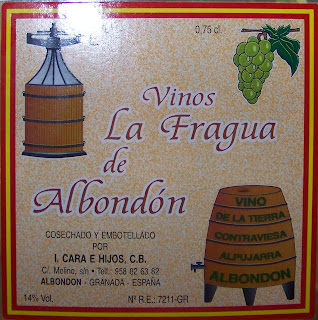 0,75 cl.
Vinos
La Fragua
de
Albondón
COSECHADO Y EMBOTELLADO
POR
I. CARA E HIJOS, C.B.
C/. Molino, s/n • Telf.: 958 82 63 62
ALBONDON - GRANADA - ESPAÑA
14% Vol.
Nº R.E.: 7211-GR
VINO
DE LA TIERRA
CONTRAVIESA
ALPUJARRA
ALBONDON